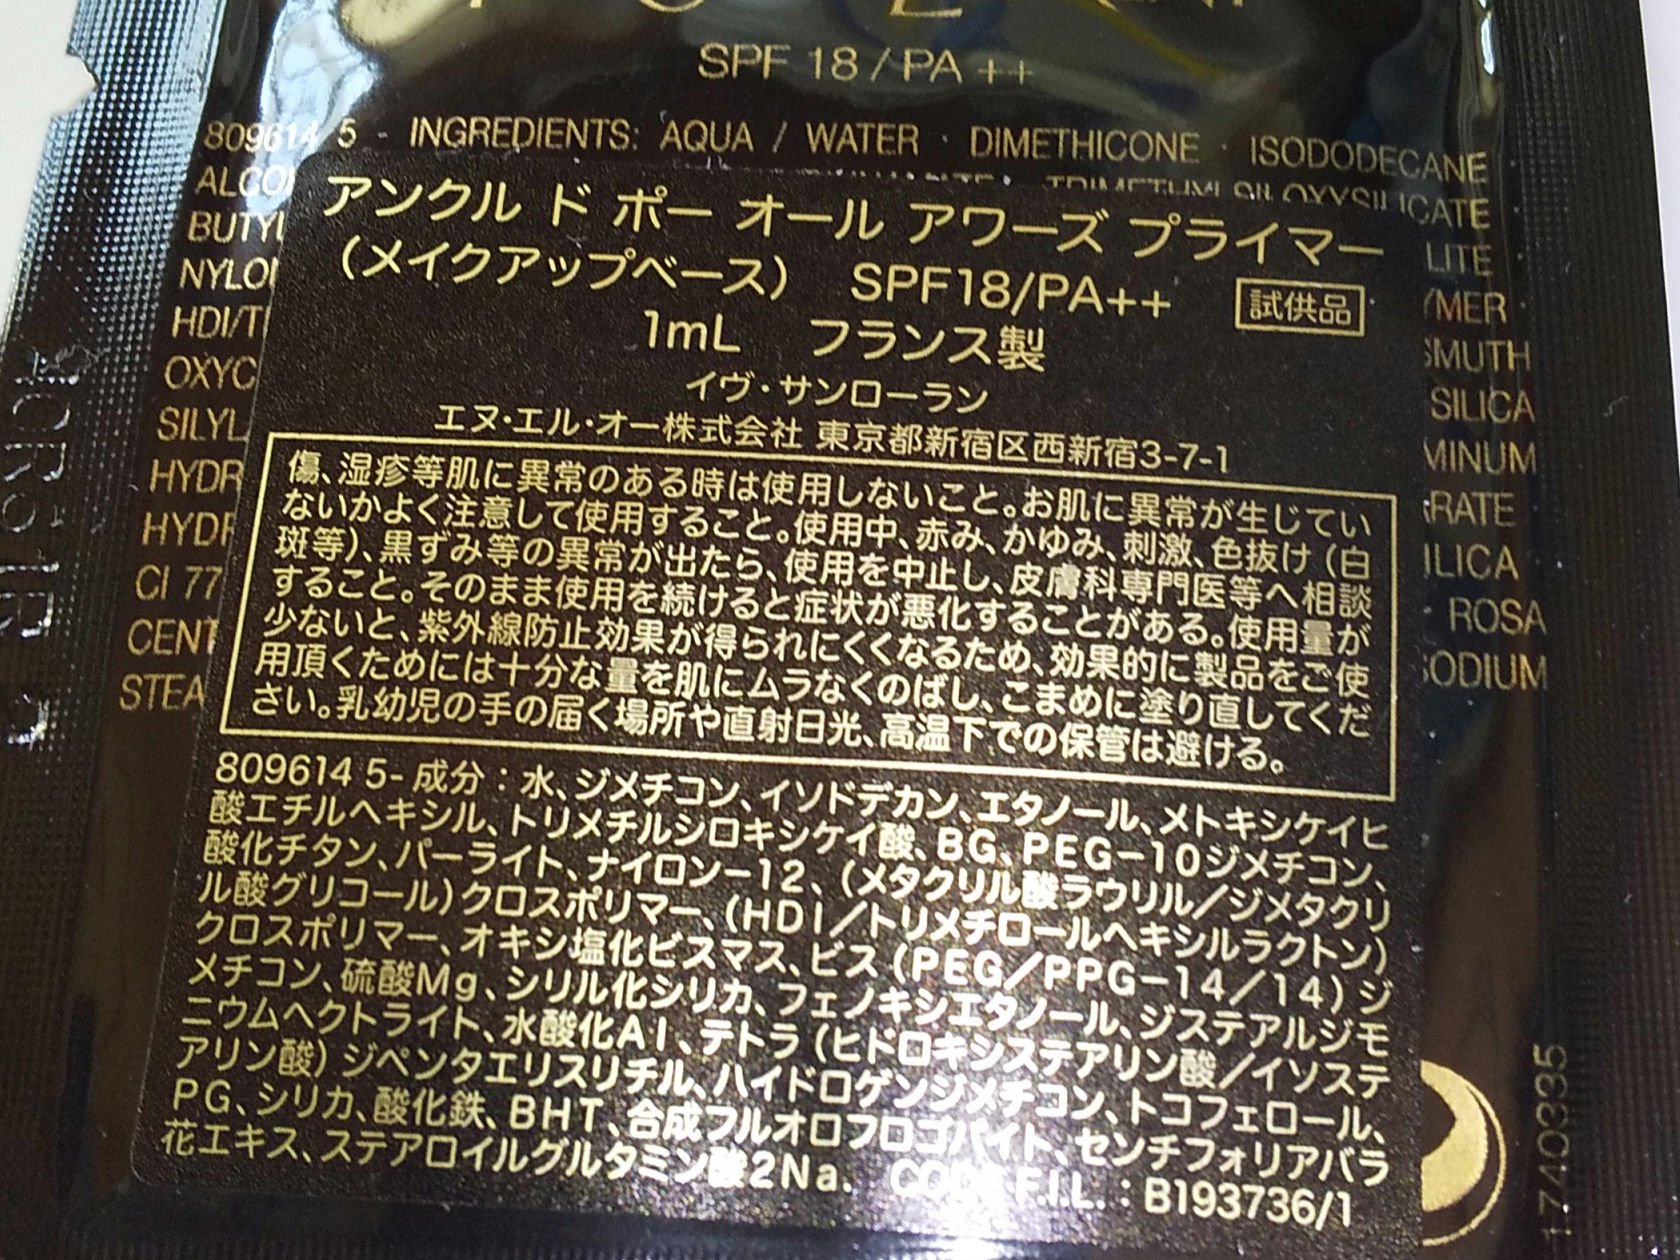 SPF 18 / PA ++
809614 5 - INGREDIENTS: AQUA / WATER · DIMETHICONE · ISODODECANE
アンクル ド ポー オール アワーズ プライマー
（メイクアップベース） SPF18/PA++ 試供品
1mL フランス製
イヴ・サンローラン
エヌ・エル・オー株式会社 東京都新宿区西新宿3-7-1
傷、湿疹等肌に異常のある時は使用しないこと。お肌に異常が生じてい
ないかよく注意して使用すること。使用中、赤み、かゆみ、刺激、色抜け（白
斑等）、黒ずみ等の異常が出たら、使用を中止し、皮膚科専門医等へ相談
すること。そのまま使用を続けると症状が悪化することがある。使用量が
少ないと、紫外線防止効果が得られにくくなるため、効果的に製品をご使
用頂くためには十分な量を肌にムラなくのばし、こまめに塗り直してくだ
さい。乳幼児の手の届く場所や直射日光、高温下での保管は避ける。
809614 5- 成分：水、ジメチコン、イソドデカン、エタノール、メトキシケイヒ
酸エチルヘキシル、トリメチルシロキシケイ酸、BG、PEG－10ジメチコン、
酸化チタン、パーライト、ナイロン－12、（メタクリル酸ラウリル／ジメタクリ
ル酸グリコール）クロスポリマー、（HDI／トリメチロールヘキシルラクトン）
クロスポリマー、オキシ塩化ビスマス、ビス（PEG／PPG－14／14）ジ
メチコン、硫酸Mg、シリル化シリカ、フェノキシエタノール、ジステアルジモ
ニウムヘクトライト、水酸化Al、テトラ（ヒドロキシステアリン酸／イソステ
アリン酸）ジペンタエリスリチル、ハイドロゲンジメチコン、トコフェロール、
PG、シリカ、酸化鉄、BHT、合成フルオロフロゴパイト、センチフォリアバラ
花エキス、ステアロイルグルタミン酸2Na. CODE F.I.L. : B193736/1
SILICA
ROSA
1740335